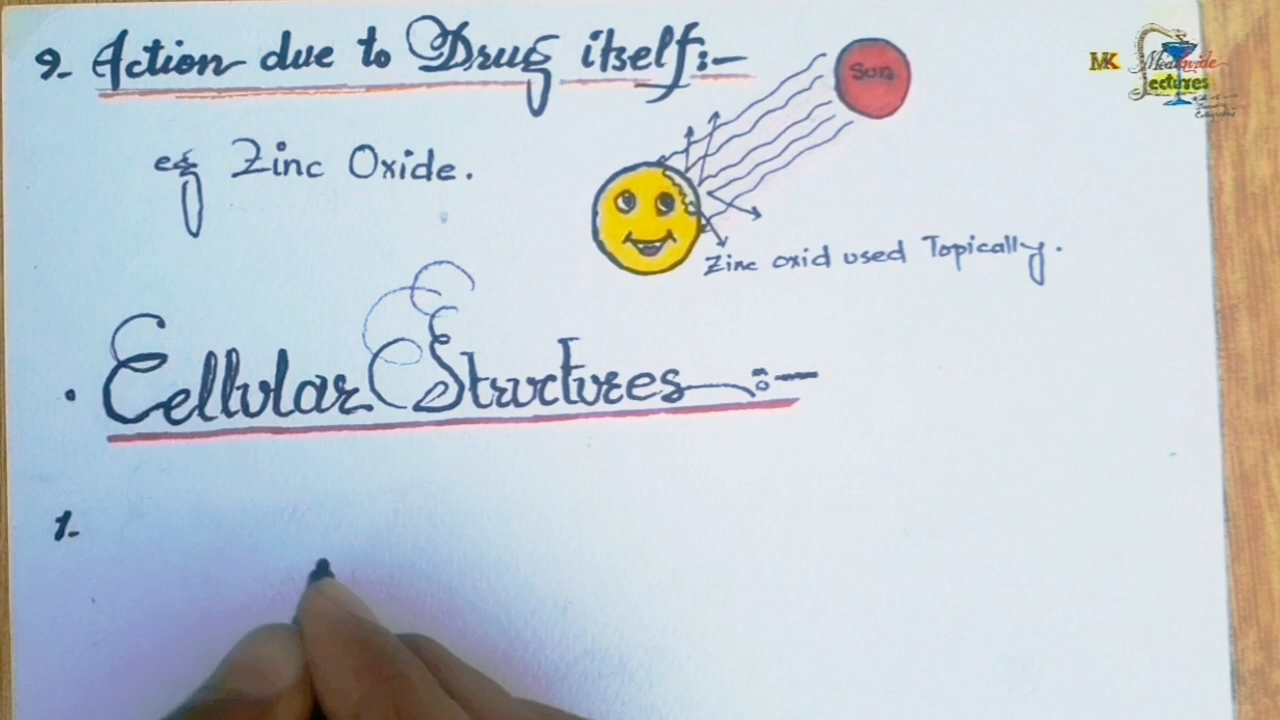 9- Action due to Drug itself:-
Sun
eg Zinc Oxide.
Zinc oxid used Topically.
• Cellular Structures :-
1-
MK
Lectures